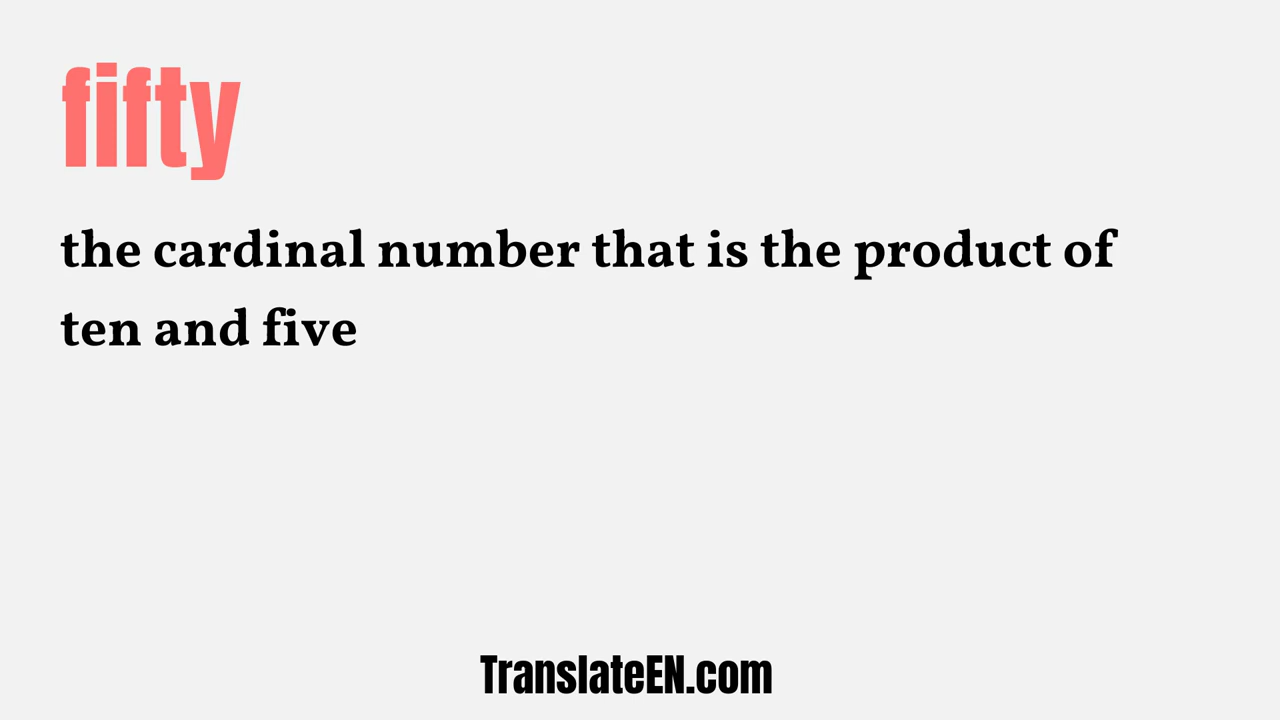 fifty
the cardinal number that is the product of
ten and five
TranslateEN.com